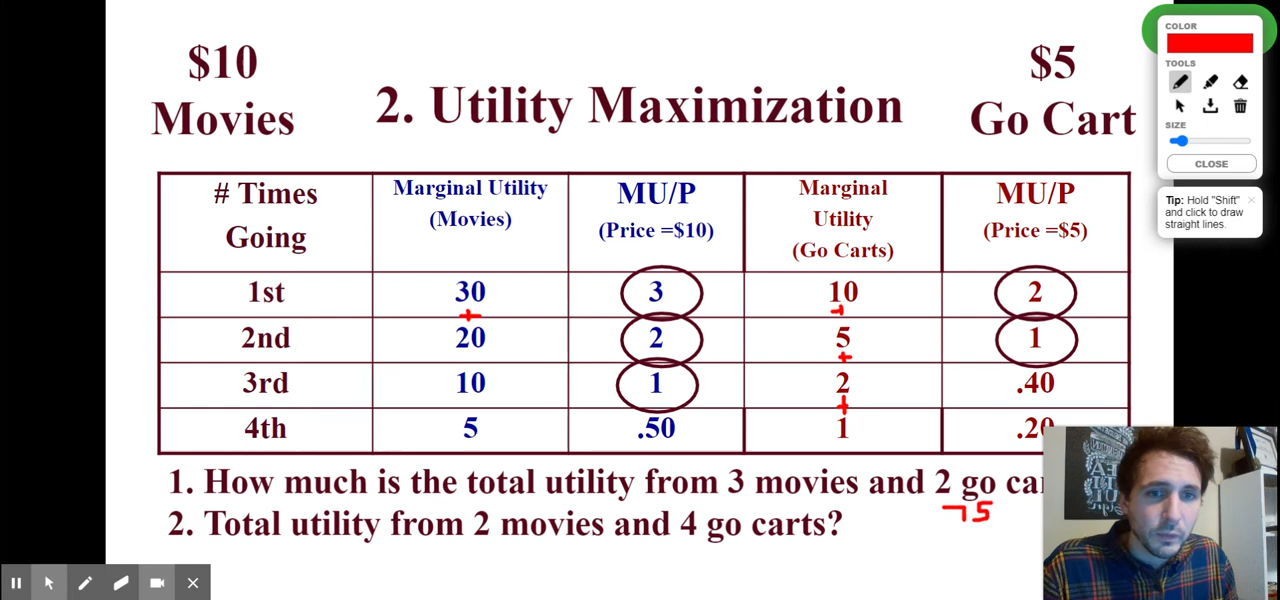 $10
Movies
2. Utility Maximization
$5
Go Cart
# Times Going
Marginal Utility (Movies)
MU/P (Price =$10)
Marginal Utility (Go Carts)
MU/P (Price =$5)
1st 30 3 10 2
2nd 20 2 5 1
3rd 10 1 2 .40
4th 5 .50 1 .20
1. How much is the total utility from 3 movies and 2 go
75
2. Total utility from 2 movies and 4 go carts?
COLOR
TOOLS
SIZE
CLOSE
Tip: Hold "Shift"
and click to draw
straight lines.